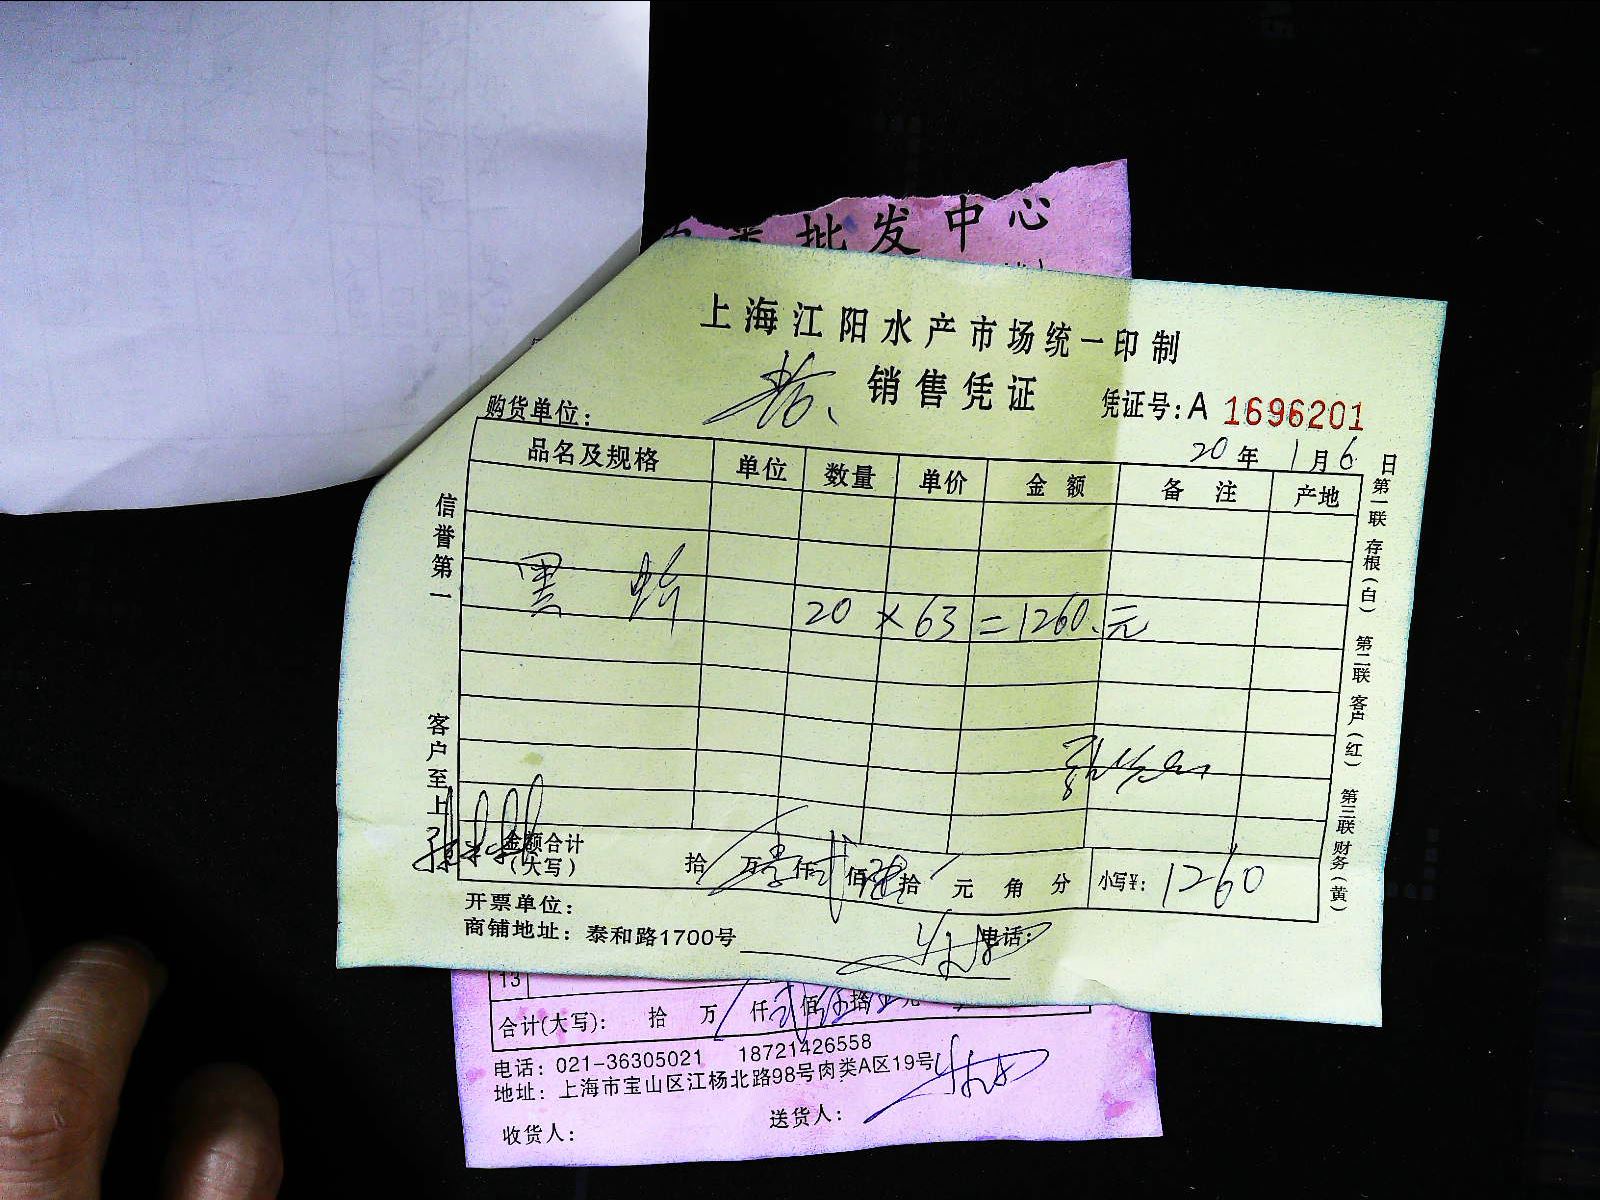 批发中心
上海江阳水产市场统一印制
销售凭证
凭证号:A 1696201
购货单位:
20年 1月6日
品名及规格 单位 数量 单价 金额 备注 产地
黑
20 × 63 = 1260.元
金额合计
(大写)
拾 万壹仟贰佰陆拾 元 角 分 小写¥: 1260
开票单位:
商铺地址: 泰和路1700号 电话:
信誉第一 客户至上
第一联 存根(白) 第二联 客户(红) 第三联 财务(黄)
13
合计(大写): 拾 万 仟 佰 拾 元
电话: 021-36305021 18721426558
地址: 上海市宝山区江杨北路98号肉类A区19号
收货人: 送货人: